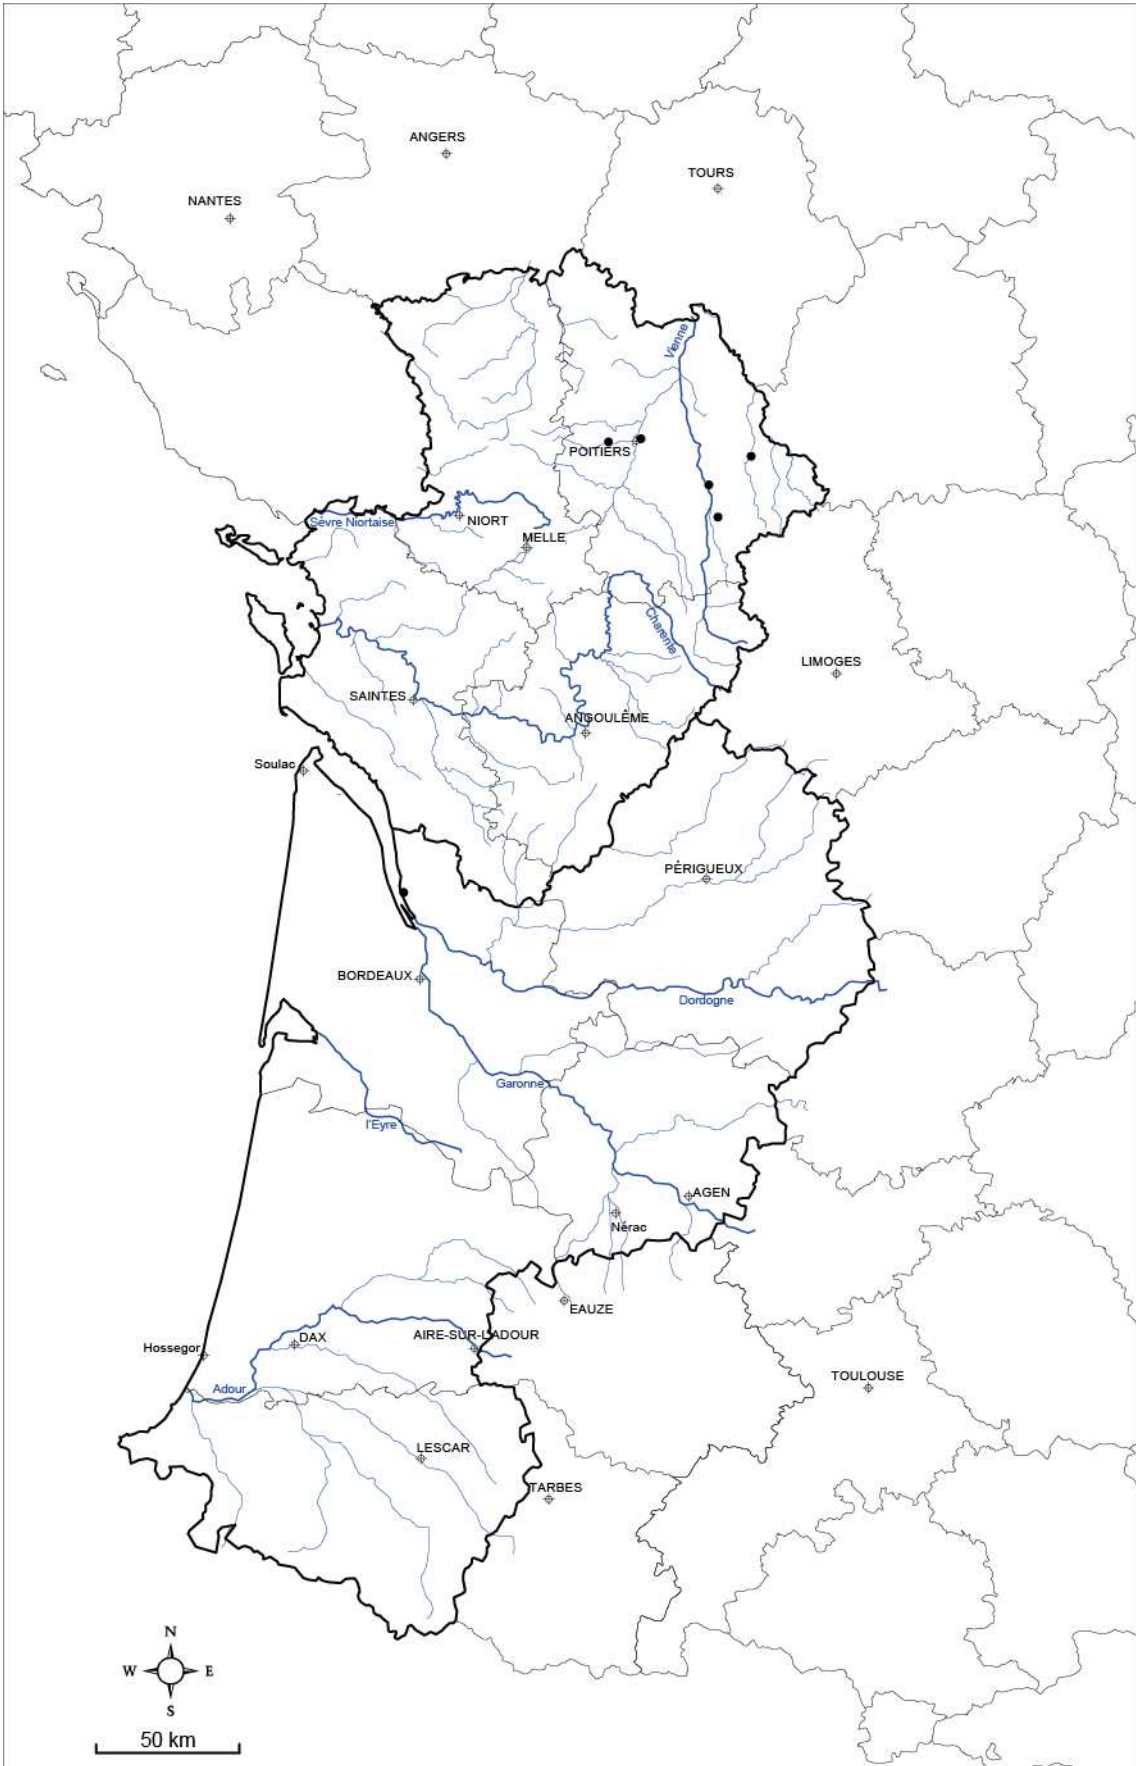 ANGERS
TOURS
NANTES
Vienne
POITIERS
Sèvre Niortaise
NIORT
MELLE
Charente
LIMOGES
SAINTES
ANGOULÊME
Soulac
PÉRIGUEUX
BORDEAUX
Dordogne
Garonne
l'Eyre
AGEN
Nérac
EAUZE
AIRE-SUR-L'ADOUR
DAX
Hossegor
TOULOUSE
Adour
LESCAR
TARBES
N
W E
S
50 km